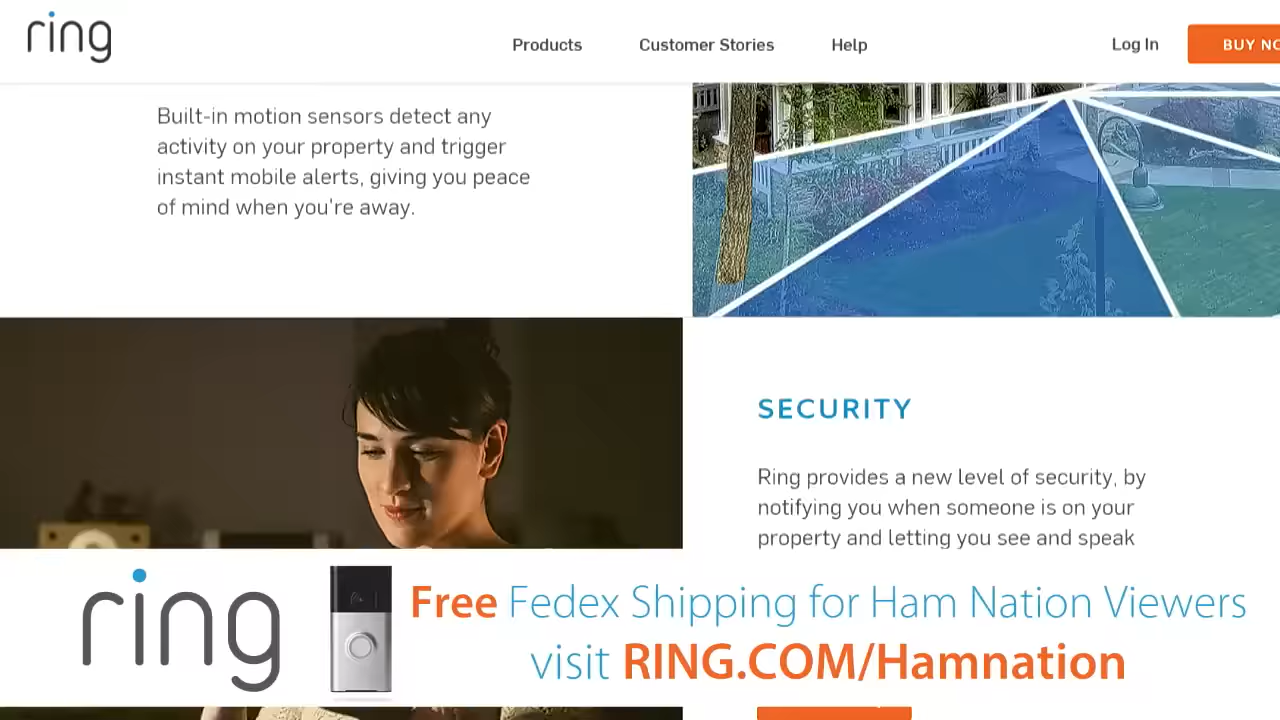 ring
Products
Customer Stories
Help
Log In
BUY NO
Built-in motion sensors detect any
activity on your property and trigger
instant mobile alerts, giving you peace
of mind when you're away.
SECURITY
Ring provides a new level of security, by
notifying you when someone is on your
property and letting you see and speak
ring
Free Fedex Shipping for Ham Nation Viewers
visit RING.COM/Hamnation